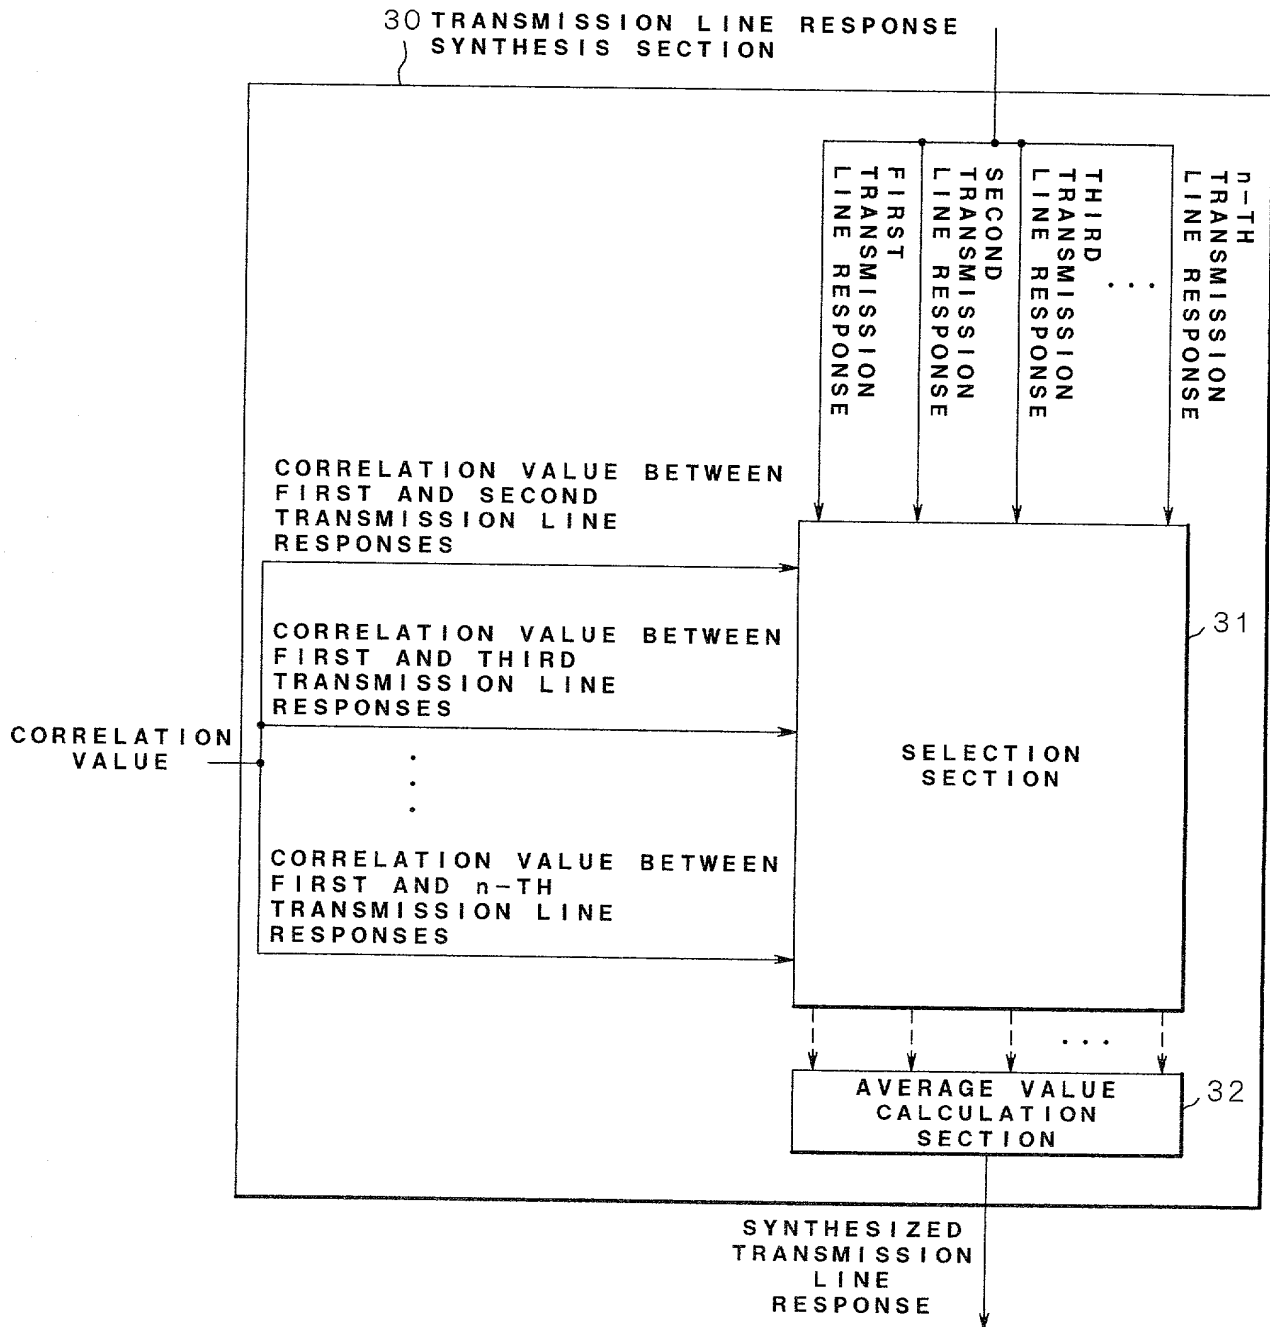 30 TRANSMISSION LINE RESPONSE
SYNTHESIS SECTION
FIRST
TRANSMISSION
LINE RESPONSE
SECOND
TRANSMISSION
LINE RESPONSE
THIRD
TRANSMISSION
LINE RESPONSE
...
n-TH
TRANSMISSION
LINE RESPONSE
CORRELATION VALUE BETWEEN
FIRST AND SECOND
TRANSMISSION LINE
RESPONSES
CORRELATION VALUE BETWEEN
FIRST AND THIRD
TRANSMISSION LINE
RESPONSES
CORRELATION
VALUE
CORRELATION VALUE BETWEEN
FIRST AND n-TH
TRANSMISSION LINE
RESPONSES
31
SELECTION
SECTION
...
AVERAGE VALUE
CALCULATION
SECTION
32
SYNTHESIZED
TRANSMISSION
LINE
RESPONSE